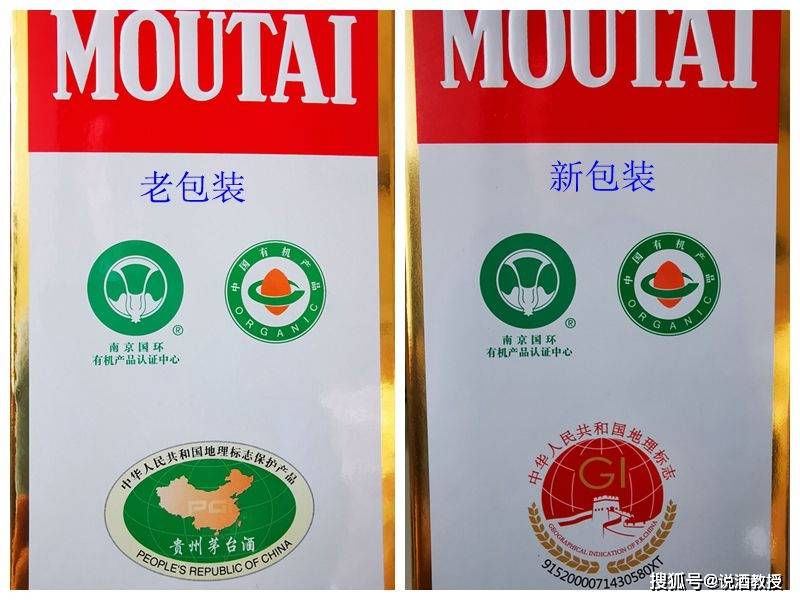 MOUTAI
老包装
中国有机产品
ORGANIC
®
南京国环
有机产品认证中心
中华人民共和国地理标志保护产品
PGI
貴州茅台酒
PEOPLE'S REPUBLIC OF CHINA
MOUTAI
新包装
中国有机产品
ORGANIC
®
南京国环
有机产品认证中心
中华人民共和国地理标志
GI
GEOGRAPHICAL INDICATION OF P.R.CHINA
9152000071430580XT
搜狐号@说酒教授